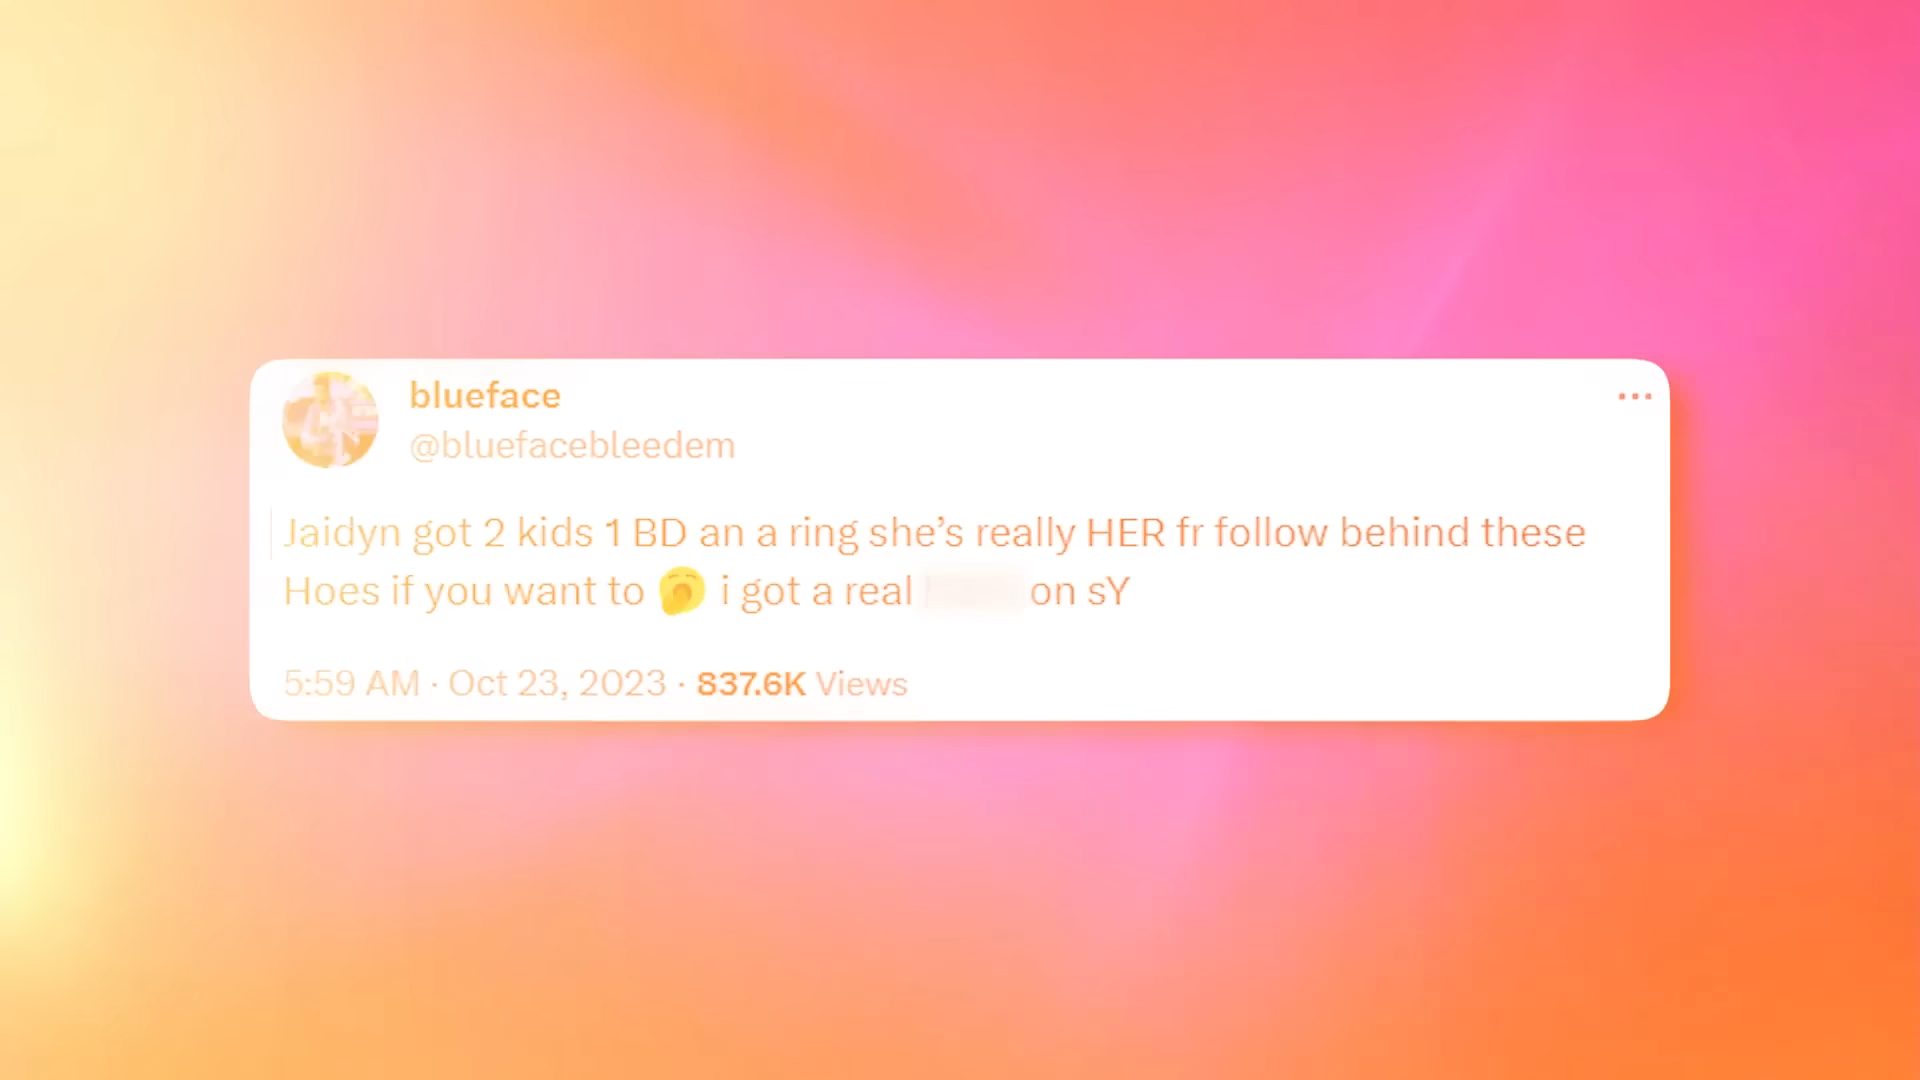 blueface
@bluefacebleedem
Jaidyn got 2 kids 1 BD an a ring she's really HER fr follow behind these
Hoes if you want to 🥱 i got a real on sY
5:59 AM · Oct 23, 2023 · 837.6K Views